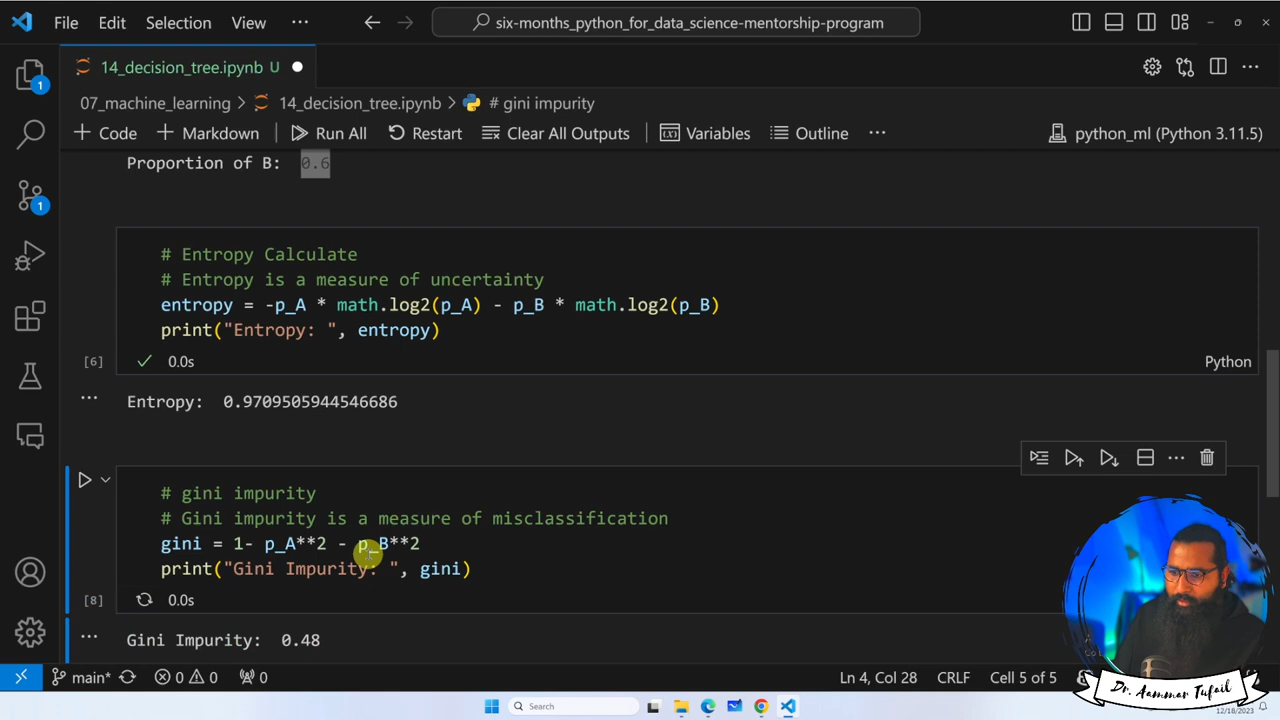 File Edit Selection View ··· six-months_python_for_data_science-mentorship-program
14_decision_tree.ipynb U
07_machine_learning > 14_decision_tree.ipynb > # gini impurity
+ Code + Markdown Run All Restart Clear All Outputs Variables Outline ··· python_ml (Python 3.11.5)
Proportion of B: 0.6
# Entropy Calculate
# Entropy is a measure of uncertainty
entropy = -p_A * math.log2(p_A) - p_B * math.log2(p_B)
print("Entropy: ", entropy)
[6] 0.0s Python
Entropy: 0.9709505944546686
# gini impurity
# Gini impurity is a measure of misclassification
gini = 1- p_A**2 - p_B**2
print("Gini Impurity: ", gini)
[8] 0.0s
Gini Impurity: 0.48
1
1
main* 0 0 0 Ln 4, Col 28 CRLF Cell 5 of 5
Dr. Aammar Tufail
Search
12/18/2023